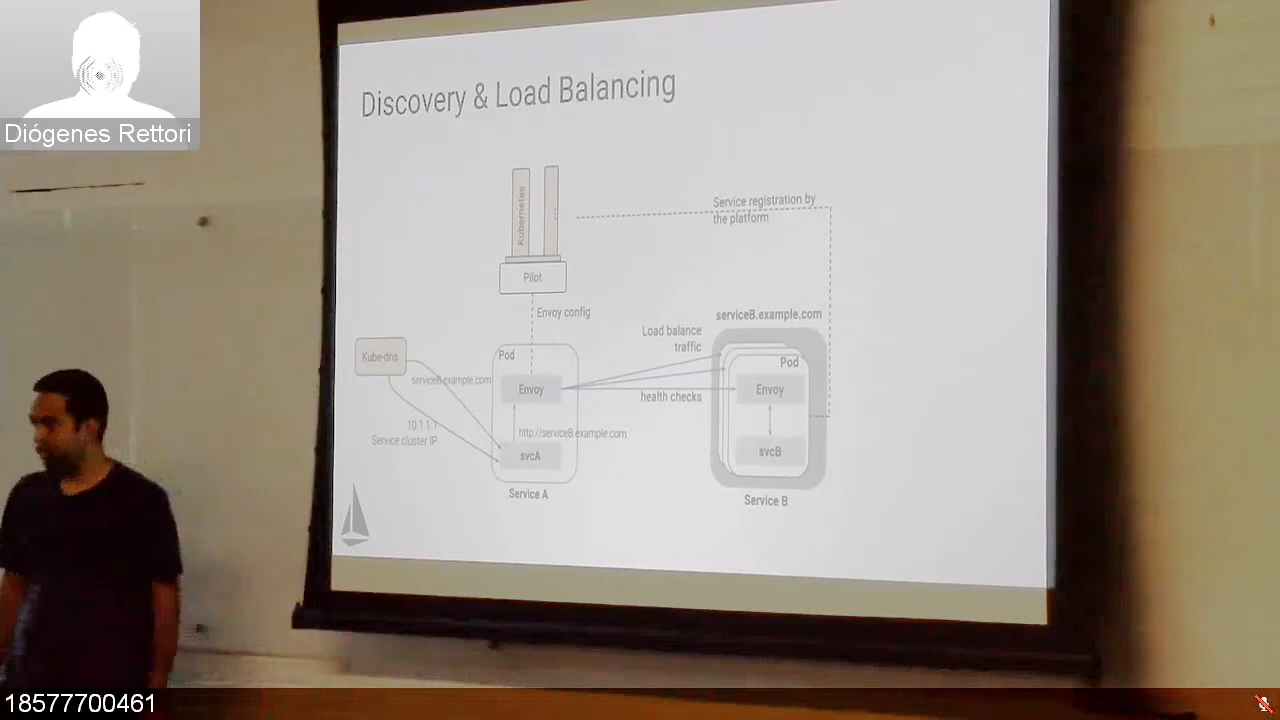 Diógenes Rettori
Discovery & Load Balancing
Kubernetes
Service registration by
the platform
Pilot
Envoy config
serviceB.example.com
Load balance
traffic
Kube-dns
Pod
Pod
serviceB.example.com
Envoy
Envoy
health checks
10.1.1.1
Service cluster IP
http://serviceB.example.com
svcA
svcB
Service A
Service B
18577700461